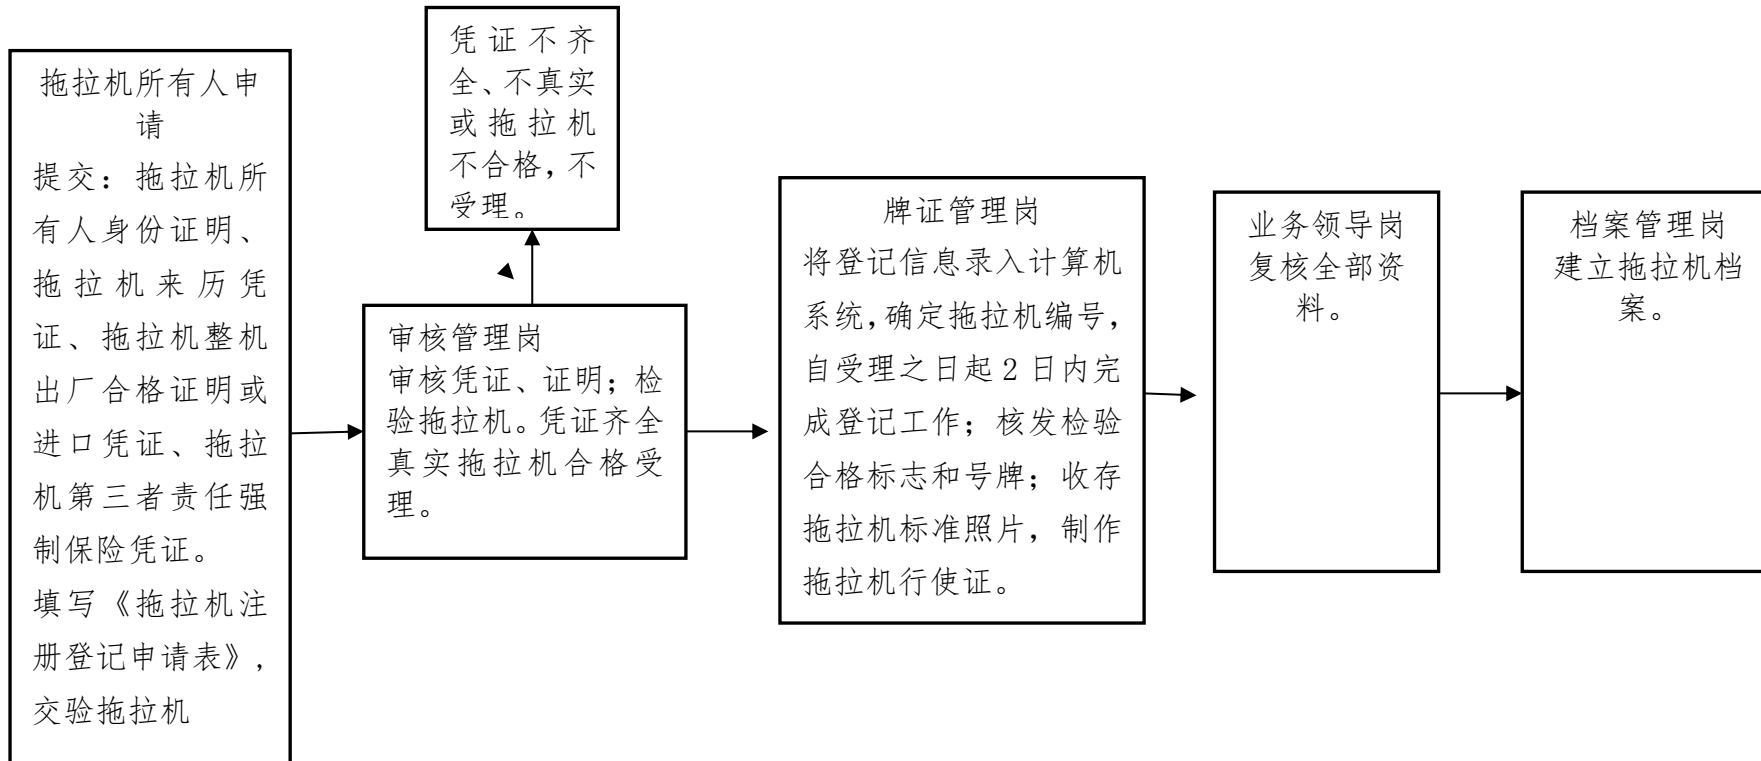 拖拉机所有人申
请
提交：拖拉机所
有人身份证明、
拖拉机来历凭
证、拖拉机整机
出厂合格证明或
进口凭证、拖拉
机第三者责任强
制保险凭证。
填写《拖拉机注
册登记申请表》，
交验拖拉机
凭证不齐
全、不真实
或拖拉机
不合格，不
受理。
审核管理岗
审核凭证、证明；检
验拖拉机。凭证齐全
真实拖拉机合格受
理。
牌证管理岗
将登记信息录入计算机
系统，确定拖拉机编号，
自受理之日起 2 日内完
成登记工作；核发检验
合格标志和号牌；收存
拖拉机标准照片，制作
拖拉机行使证。
业务领导岗
复核全部资
料。
档案管理岗
建立拖拉机档
案。